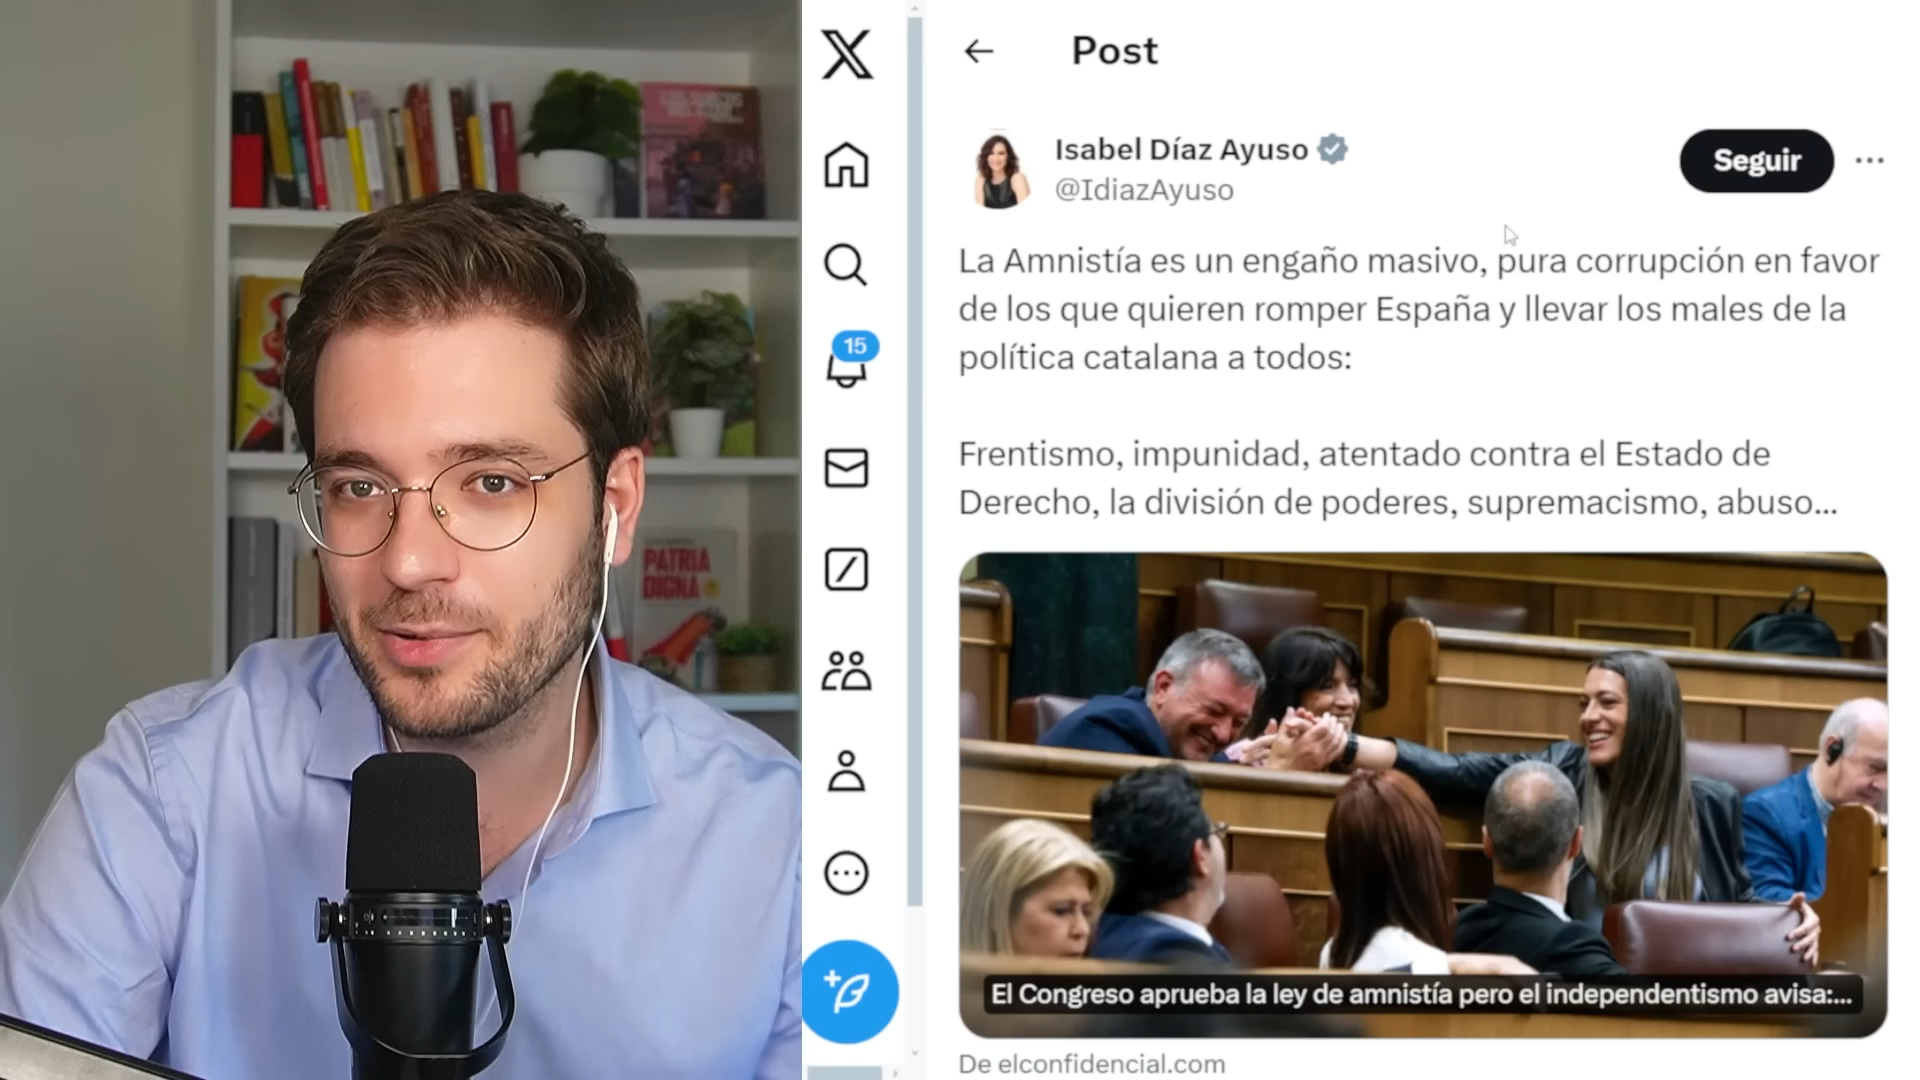 PATRIA
DIGNA
15
Post
Isabel Díaz Ayuso
@IdiazAyuso
Seguir
La Amnistía es un engaño masivo, pura corrupción en favor
de los que quieren romper España y llevar los males de la
política catalana a todos:
Frentismo, impunidad, atentado contra el Estado de
Derecho, la división de poderes, supremacismo, abuso...
El Congreso aprueba la ley de amnistía pero el independentismo avisa:...
De elconfidencial.com